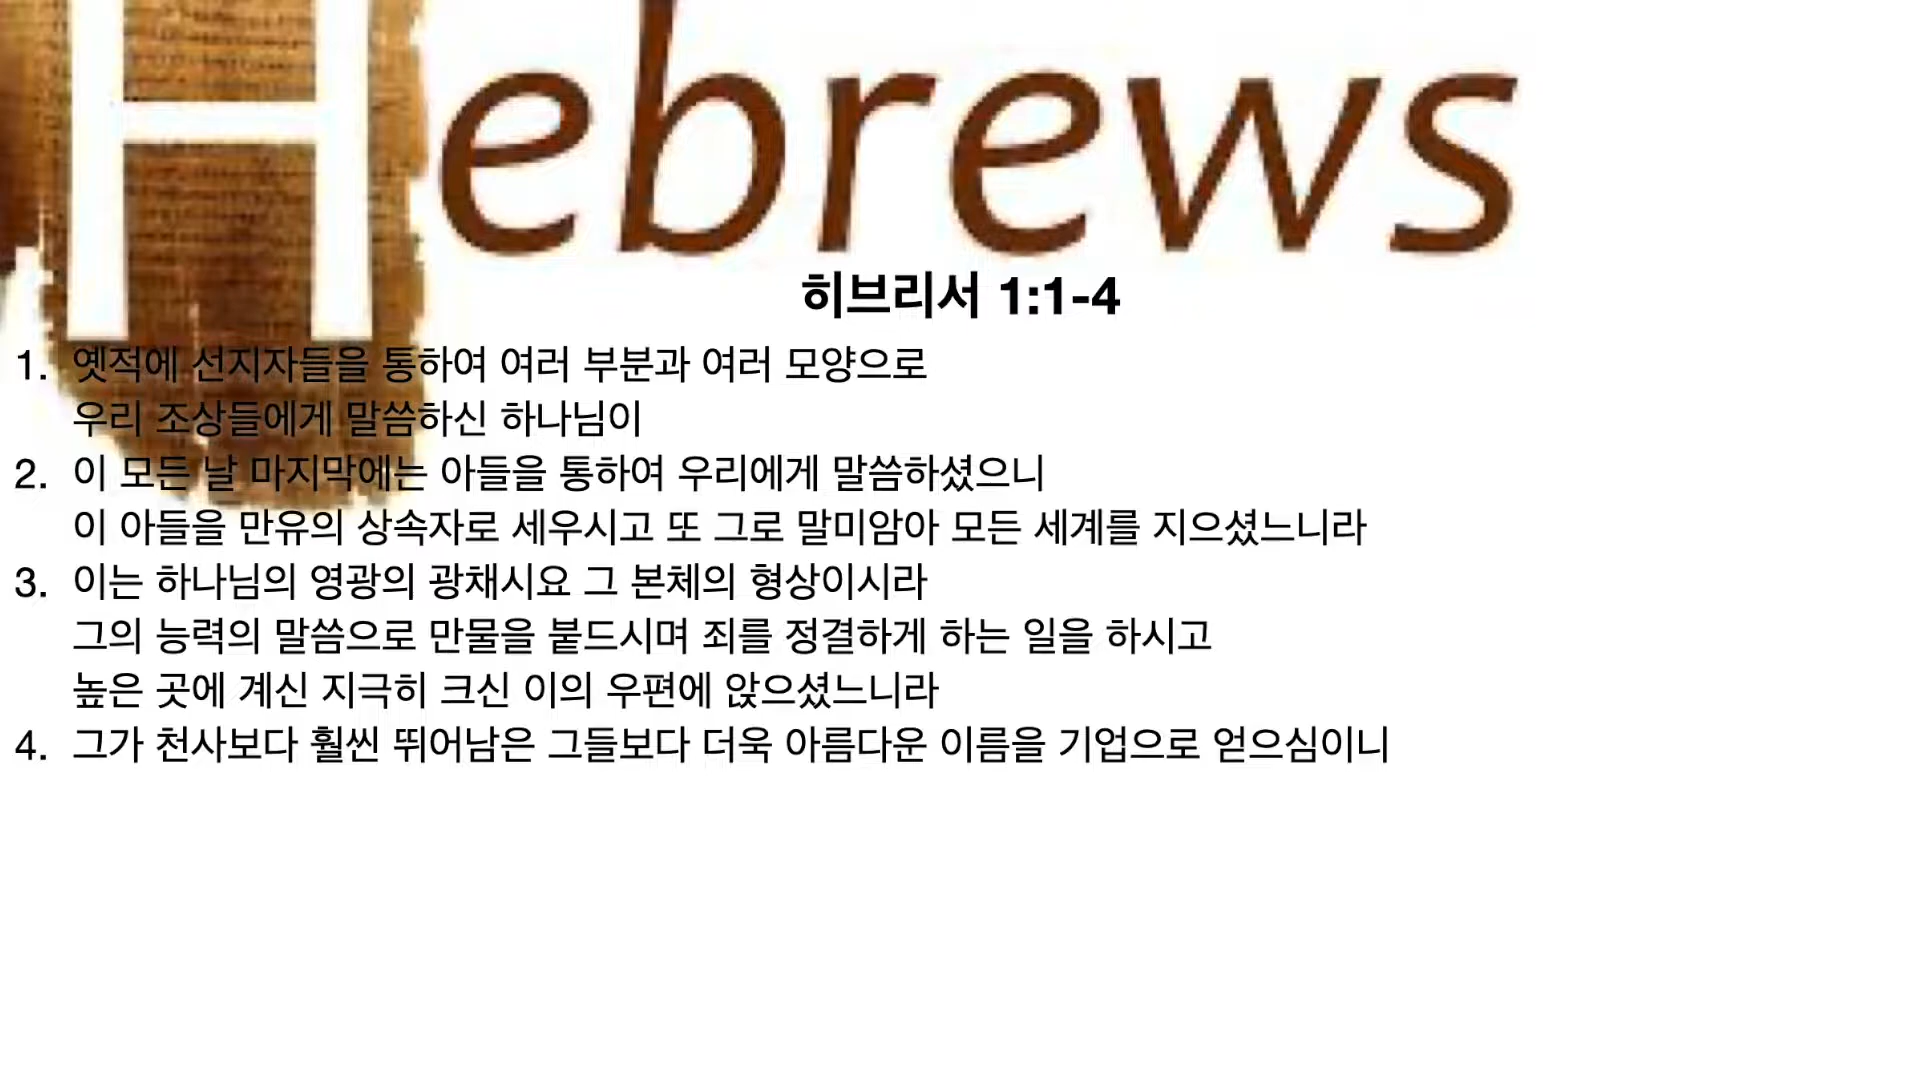 Hebrews
히브리서 1:1-4
1. 옛적에 선지자들을 통하여 여러 부분과 여러 모양으로
우리 조상들에게 말씀하신 하나님이
2. 이 모든 날 마지막에는 아들을 통하여 우리에게 말씀하셨으니
이 아들을 만유의 상속자로 세우시고 또 그로 말미암아 모든 세계를 지으셨느니라
3. 이는 하나님의 영광의 광채시요 그 본체의 형상이시라
그의 능력의 말씀으로 만물을 붙드시며 죄를 정결하게 하는 일을 하시고
높은 곳에 계신 지극히 크신 이의 우편에 앉으셨느니라
4. 그가 천사보다 훨씬 뛰어남은 그들보다 더욱 아름다운 이름을 기업으로 얻으심이니